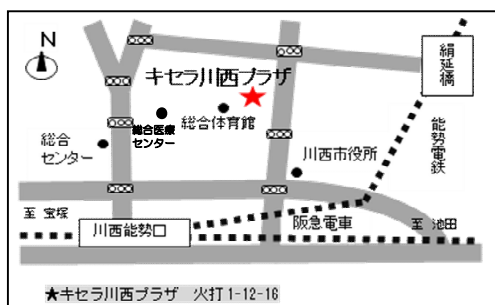 N
絹延橋
キセラ川西プラザ
総合医療
センター
総合体育館
総合
センター
能勢電鉄
川西市役所
至 宝塚
川西能勢口
阪急電車
至 池田
★キセラ川西プラザ 火打1-12-16